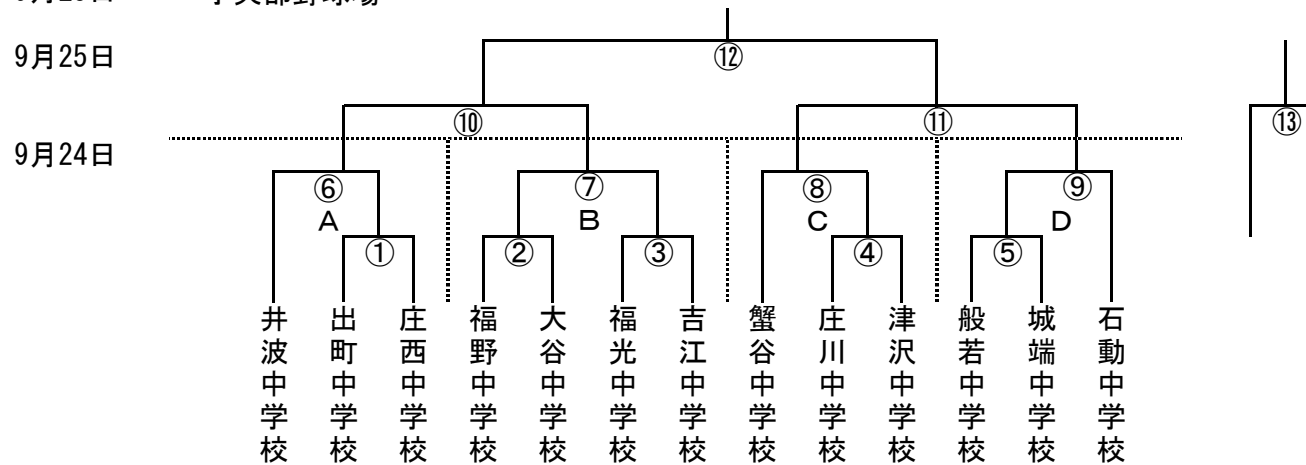 9月25日
⑫
⑩
⑪
⑬
9月24日
⑥
⑦
⑧
⑨
A
B
C
D
①
②
③
④
⑤
井波中学校
出町中学校
庄西中学校
福野中学校
大谷中学校
福光中学校
吉江中学校
蟹谷中学校
庄川中学校
津沢中学校
般若中学校
城端中学校
石動中学校